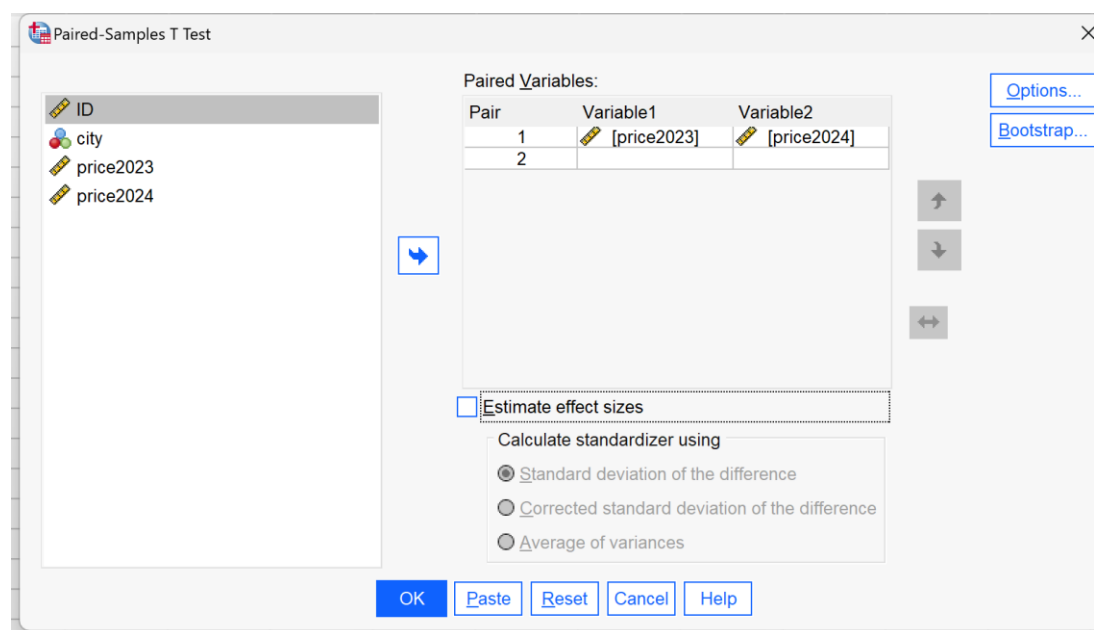 Paired-Samples T Test
ID
city
price2023
price2024
Paired Variables:
Pair Variable1 Variable2
1 [price2023] [price2024]
2
Estimate effect sizes
Calculate standardizer using
Standard deviation of the difference
Corrected standard deviation of the difference
Average of variances
Options...
Bootstrap...
OK Paste Reset Cancel Help